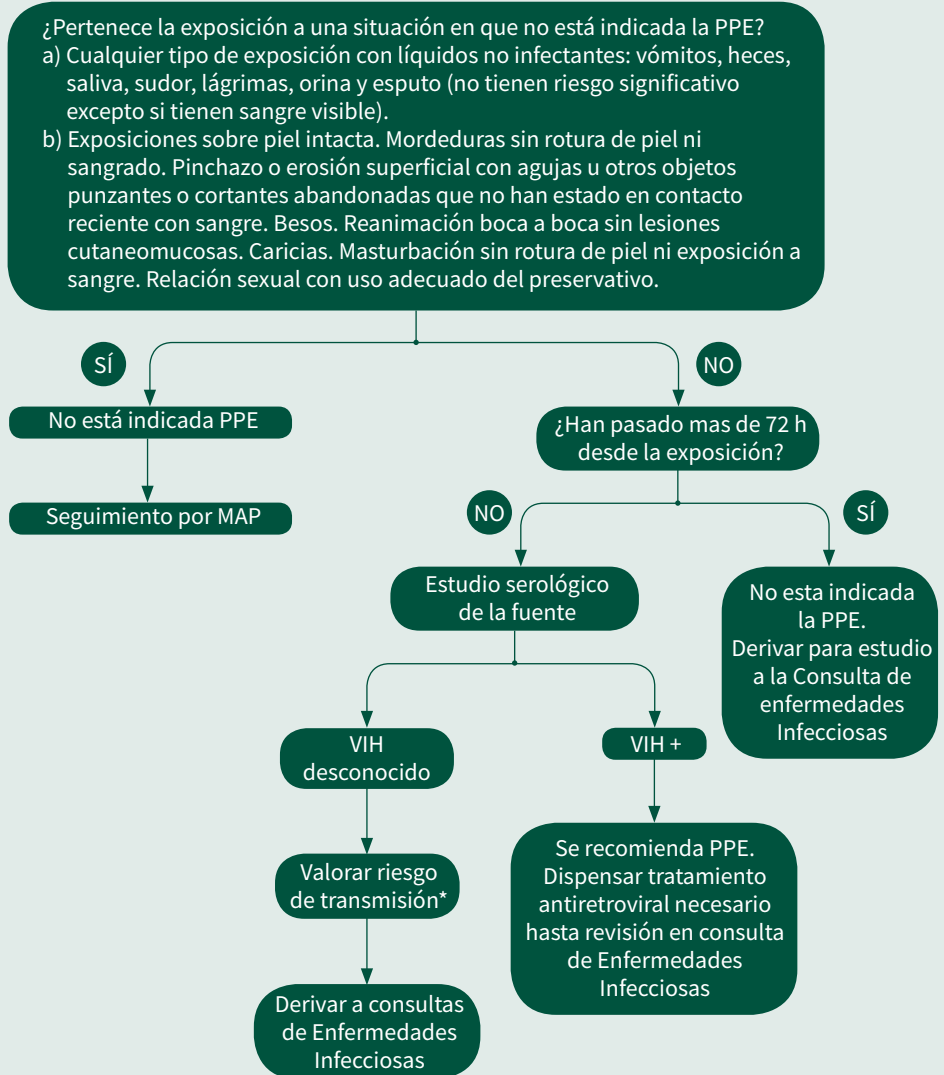 ¿Pertenece la exposición a una situación en que no está indicada la PPE?
a) Cualquier tipo de exposición con líquidos no infectantes: vómitos, heces,
saliva, sudor, lágrimas, orina y esputo (no tienen riesgo significativo
excepto si tienen sangre visible).
b) Exposiciones sobre piel intacta. Mordeduras sin rotura de piel ni
sangrado. Pinchazo o erosión superficial con agujas u otros objetos
punzantes o cortantes abandonadas que no han estado en contacto
reciente con sangre. Besos. Reanimación boca a boca sin lesiones
cutaneomucosas. Caricias. Masturbación sin rotura de piel ni exposición a
sangre. Relación sexual con uso adecuado del preservativo.
SÍ
NO
No está indicada PPE
¿Han pasado mas de 72 h
desde la exposición?
Seguimiento por MAP
NO
SÍ
Estudio serológico
de la fuente
No esta indicada
la PPE.
Derivar para estudio
a la Consulta de
enfermedades
Infecciosas
VIH
desconocido
VIH +
Valorar riesgo
de transmisión*
Se recomienda PPE.
Dispensar tratamiento
antiretroviral necesario
hasta revisión en consulta
de Enfermedades
Infecciosas
Derivar a consultas
de Enfermedades
Infecciosas